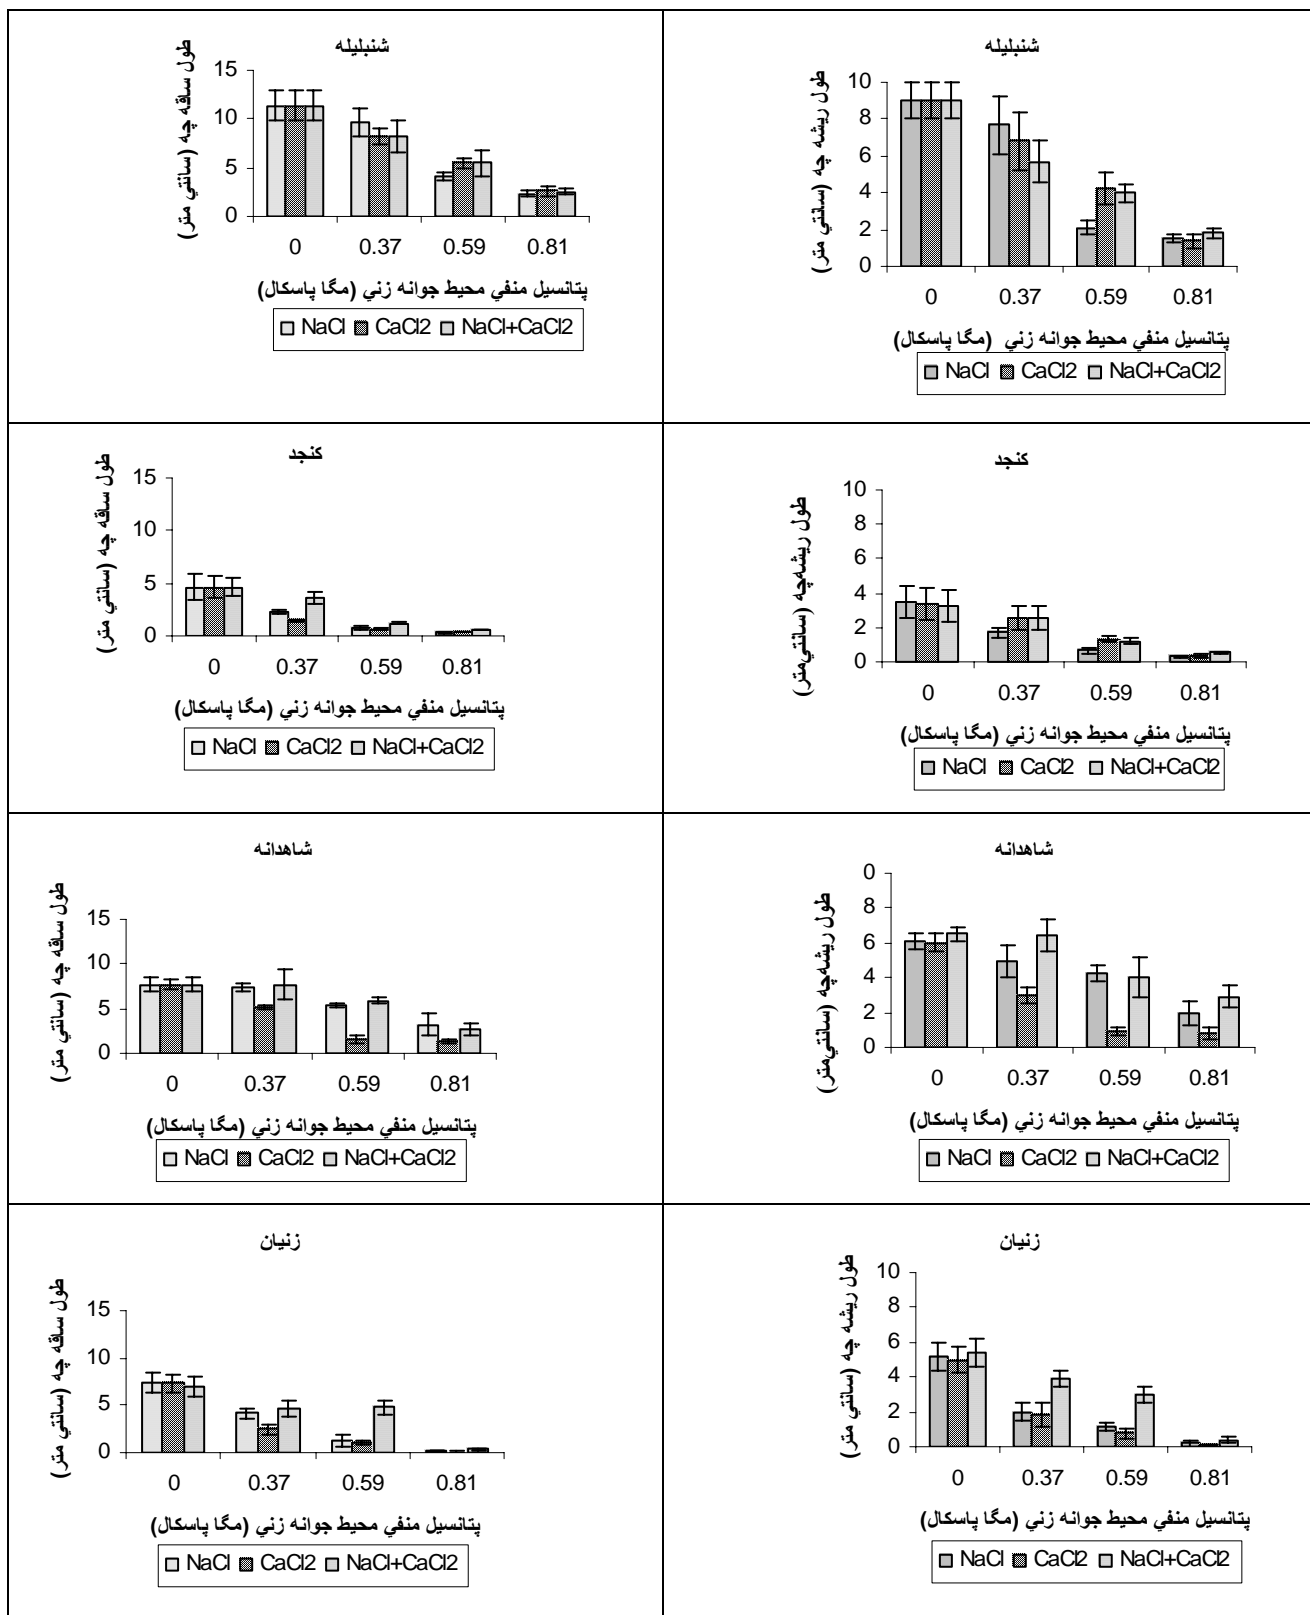 شنبليله
طول ساقه چه (سانتي متر)
15
10
5
0
0 0.37 0.59 0.81
پتانسيل منفي محيط جوانه زني (مگا پاسكال)
NaCl CaCl2 NaCl+CaCl2
شنبليله
طول ريشه چه (سانتي متر)
10
8
6
4
2
0
0 0.37 0.59 0.81
پتانسيل منفي محيط جوانه زني (مگا پاسكال)
NaCl CaCl2 NaCl+CaCl2
كنجد
طول ساقه چه (سانتي متر)
15
10
5
0
0 0.37 0.59 0.81
پتانسيل منفي محيط جوانه زني (مگا پاسكال)
NaCl CaCl2 NaCl+CaCl2
كنجد
طول ريشه‌چه (سانتي‌متر)
10
8
6
4
2
0
0 0.37 0.59 0.81
پتانسيل منفي محيط جوانه زني (مگا پاسكال)
NaCl CaCl2 NaCl+CaCl2
شاهدانه
طول ساقه چه (سانتي متر)
15
10
5
0
0 0.37 0.59 0.81
پتانسيل منفي محيط جوانه زني (مگا پاسكال)
NaCl CaCl2 NaCl+CaCl2
شاهدانه
طول ريشه‌چه (سانتي‌متر)
0
8
6
4
2
0
0 0.37 0.59 0.81
پتانسيل منفي محيط جوانه زني (مگا پاسكال)
NaCl CaCl2 NaCl+CaCl2
زنيان
طول ساقه چه (سانتي متر)
15
10
5
0
0 0.37 0.59 0.81
پتانسيل منفي محيط جوانه زني (مگا پاسكال)
NaCl CaCl2 NaCl+CaCl2
زنيان
طول ريشه چه (سانتي متر)
10
8
6
4
2
0
0 0.37 0.59 0.81
پتانسيل منفي محيط جوانه زني (مگا پاسكال)
NaCl CaCl2 NaCl+CaCl2